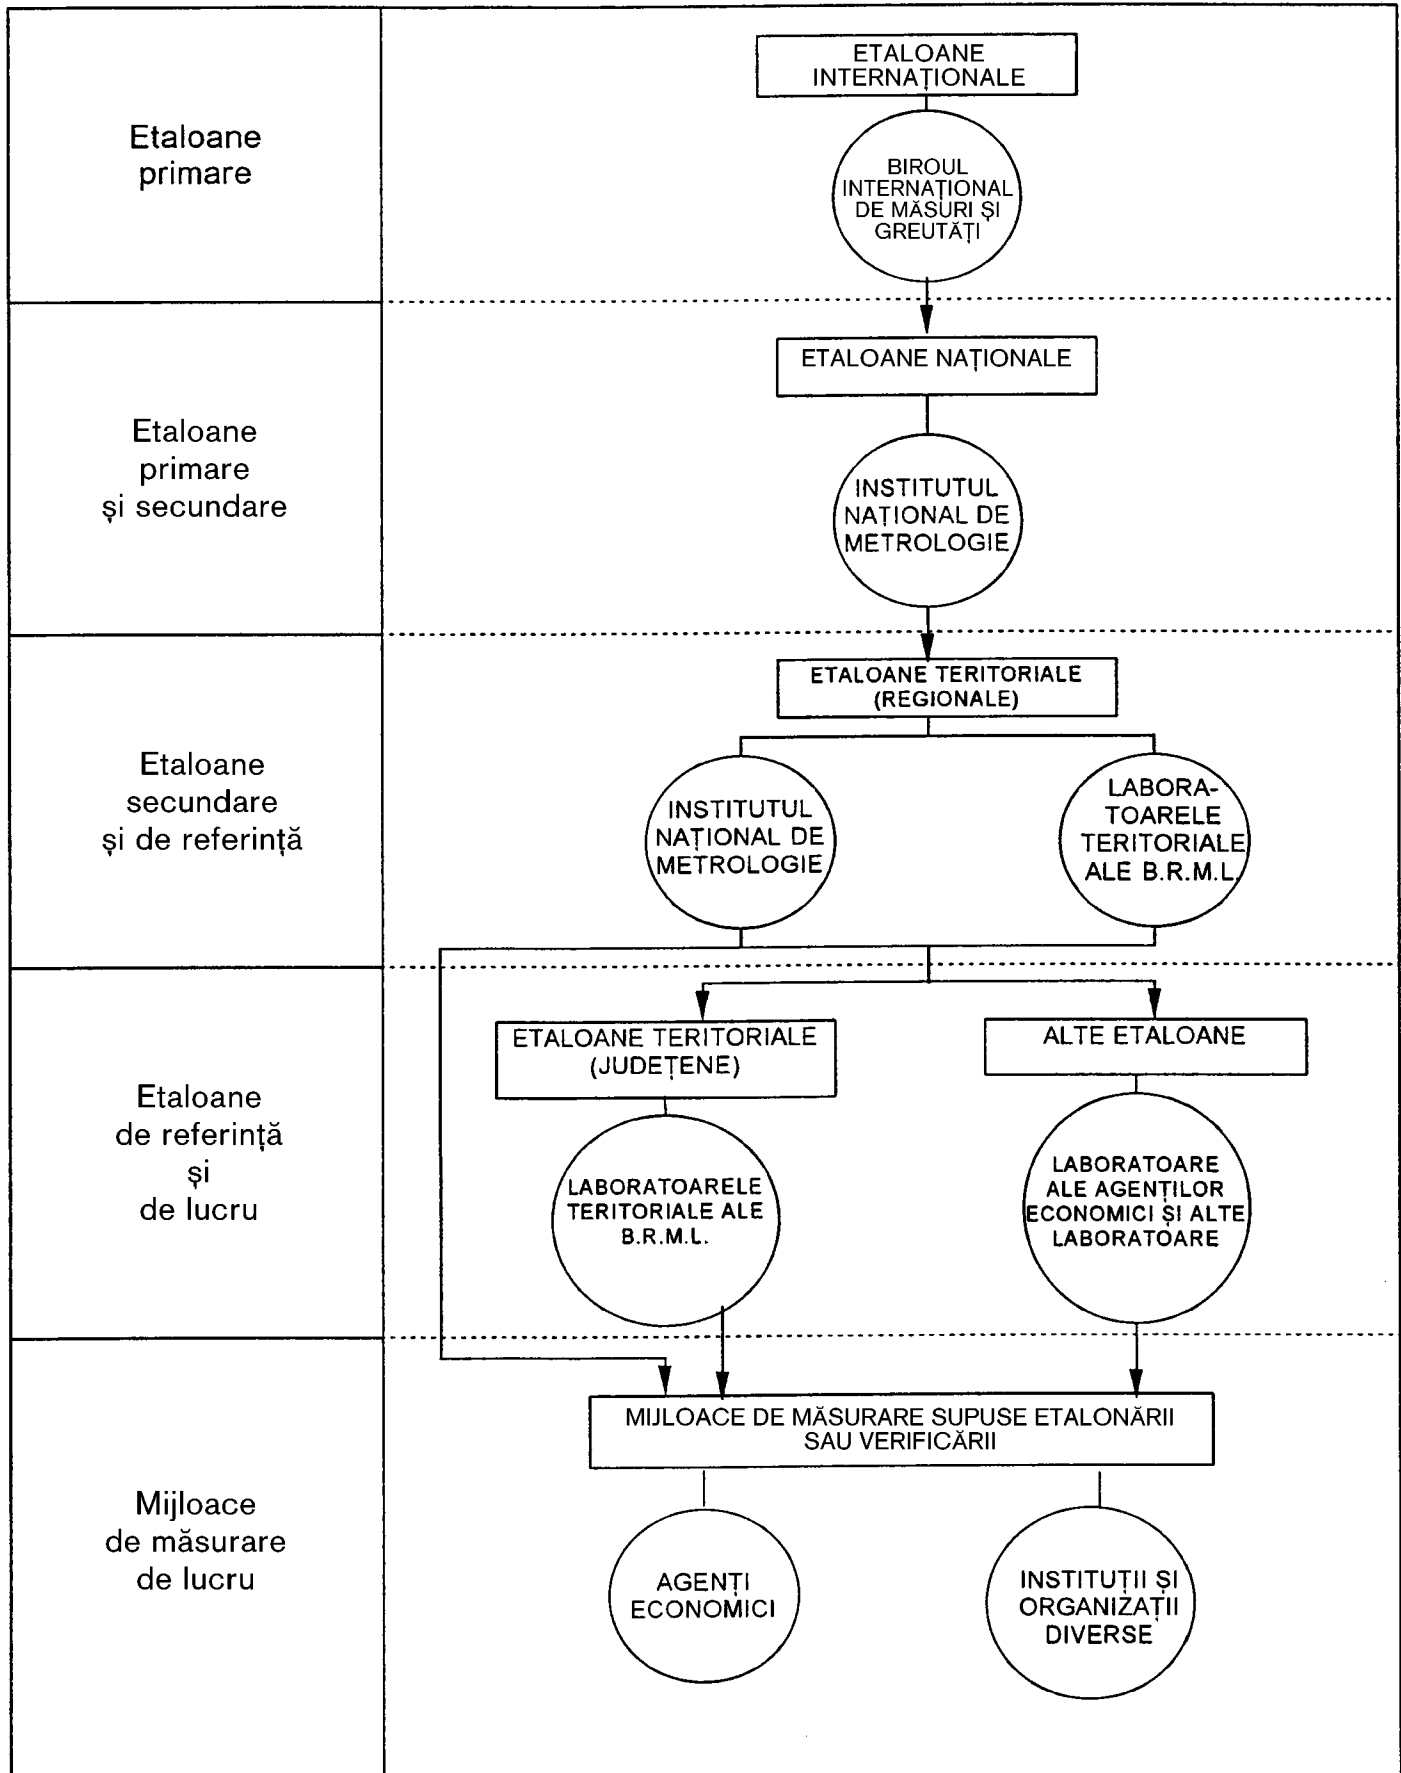 Etaloane
primare
ETALOANE
INTERNAȚIONALE
BIROUL
INTERNAȚIONAL
DE MĂSURI ȘI
GREUTĂȚI
Etaloane
primare
și secundare
ETALOANE NAȚIONALE
INSTITUTUL
NAȚIONAL DE
METROLOGIE
Etaloane
secundare
și de referință
ETALOANE TERITORIALE
(REGIONALE)
INSTITUTUL
NAȚIONAL DE
METROLOGIE
LABORA-
TOARELE
TERITORIALE
ALE B.R.M.L.
Etaloane
de referință
și
de lucru
ETALOANE TERITORIALE
(JUDEȚENE)
LABORATOARELE
TERITORIALE ALE
B.R.M.L.
ALTE ETALOANE
LABORATOARE
ALE AGENȚILOR
ECONOMICI ȘI ALTE
LABORATOARE
Mijloace
de măsurare
de lucru
MIJLOACE DE MĂSURARE SUPUSE ETALONĂRII
SAU VERIFICĂRII
AGENȚI
ECONOMICI
INSTITUȚII ȘI
ORGANIZAȚII
DIVERSE